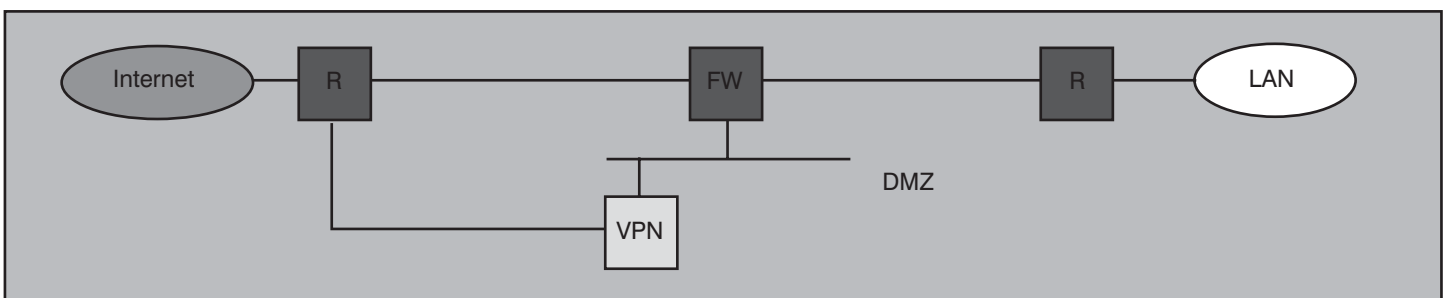 Internet
R
FW
R
LAN
DMZ
VPN